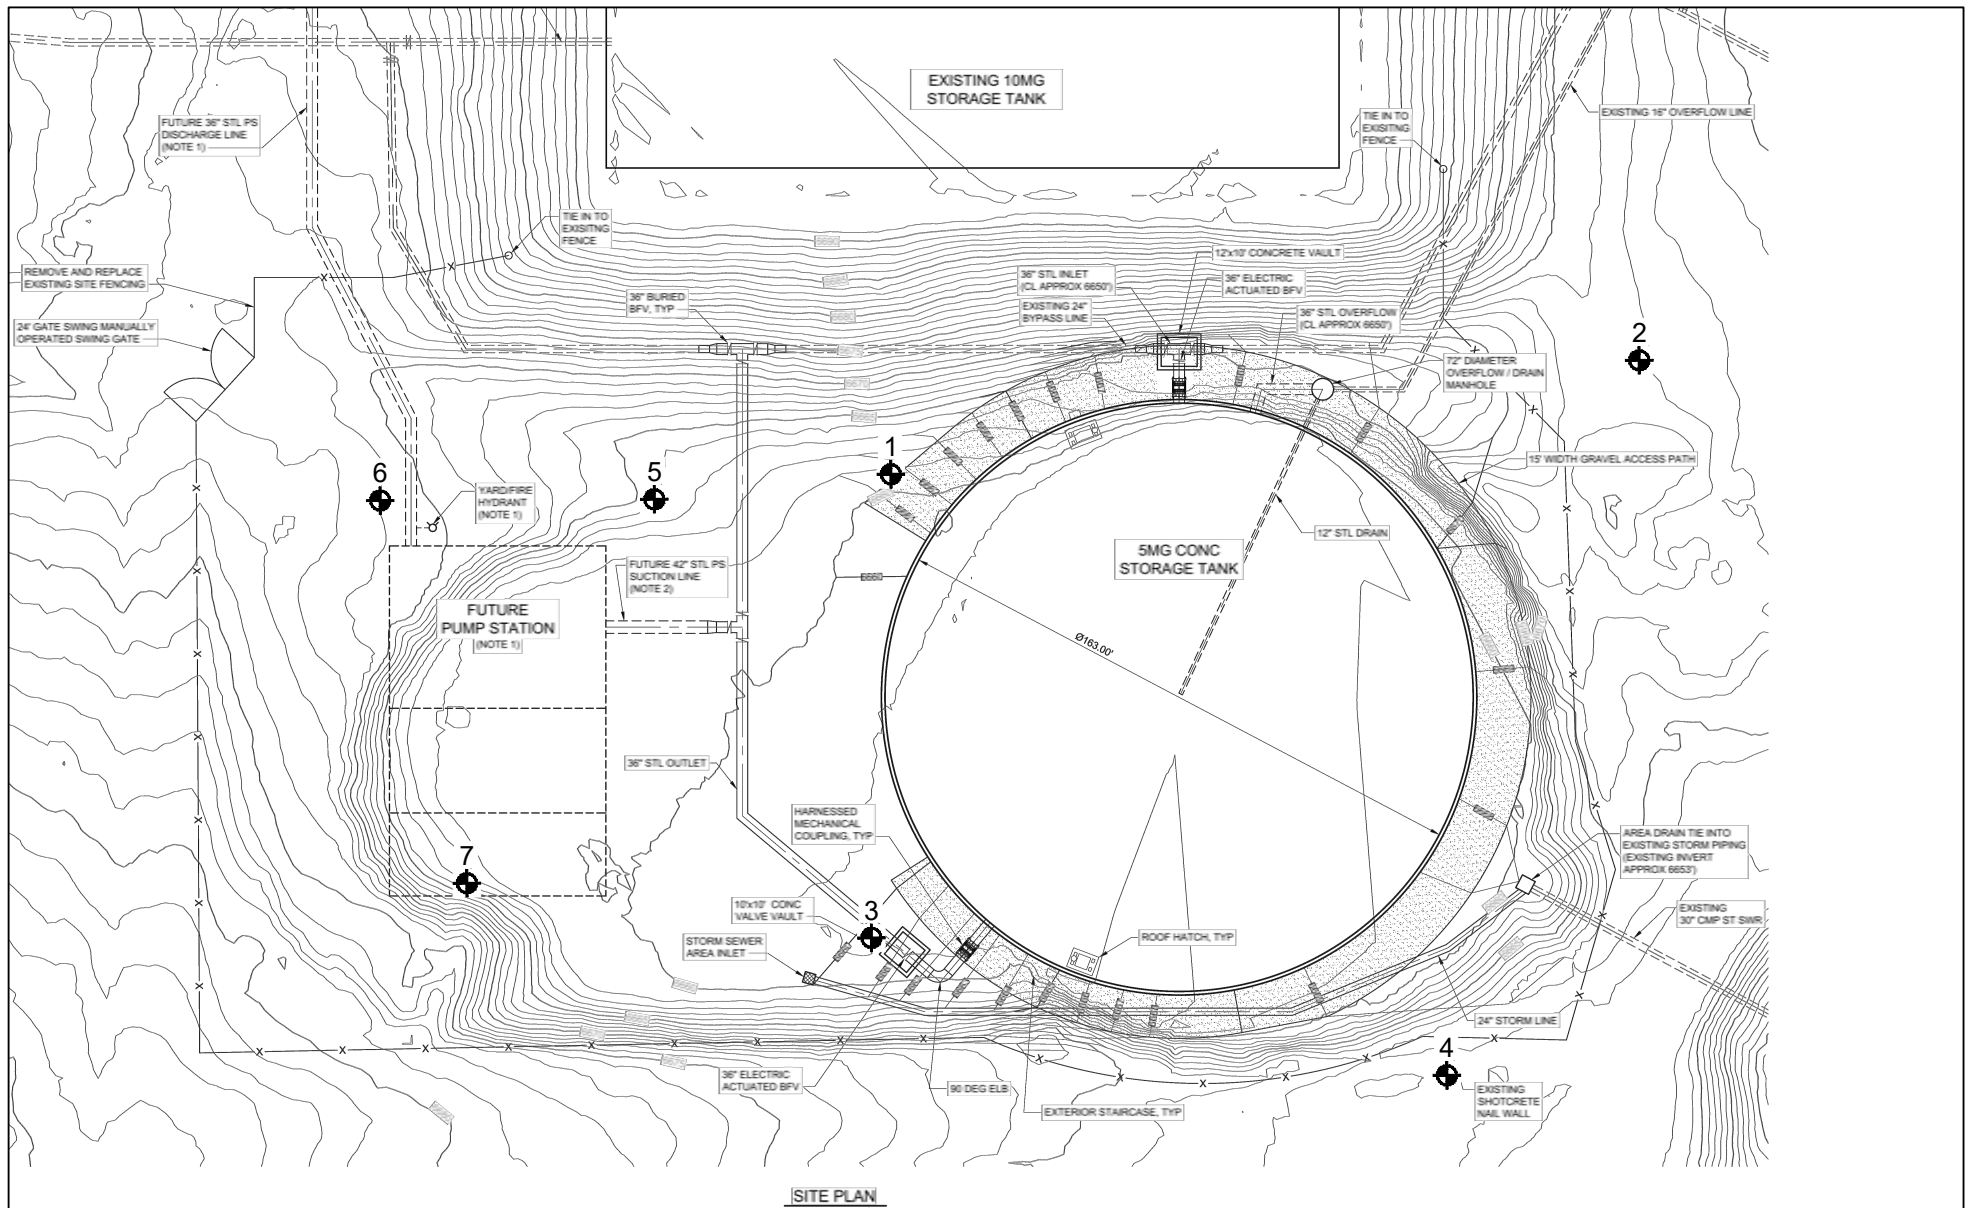 EXISTING 10MG
STORAGE TANK
FUTURE 36" STL PS
DISCHARGE LINE
(NOTE 1)
TIE IN TO
EXISITNG
FENCE
EXISTING 16" OVERFLOW LINE
TIE IN TO
EXISITNG
FENCE
REMOVE AND REPLACE
EXISTING SITE FENCING
24' GATE SWING MANUALLY
OPERATED SWING GATE
36" BURIED
BFV, TYP
36" STL INLET
(CL APPROX 6650')
EXISTING 24"
BYPASS LINE
12'x10' CONCRETE VAULT
36" ELECTRIC
ACTUATED BFV
36" STL OVERFLOW
(CL APPROX 6650')
72" DIAMETER
OVERFLOW / DRAIN
MANHOLE
6690
6680
6675
6670
6665
2
1
5
6
15' WIDTH GRAVEL ACCESS PATH
YARD/FIRE
HYDRANT
(NOTE 1)
12" STL DRAIN
5MG CONC
STORAGE TANK
FUTURE 42" STL PS
SUCTION LINE
(NOTE 2)
6660
FUTURE
PUMP STATION
(NOTE 1)
Ø163.00'
36" STL OUTLET
HARNESSED
MECHANICAL
COUPLING, TYP
AREA DRAIN TIE INTO
EXISTING STORM PIPING
(EXISTING INVERT
APPROX 6653')
7
10'x10' CONC
VALVE VAULT
3
STORM SEWER
AREA INLET
ROOF HATCH, TYP
EXISTING
30" CMP ST SWR
24" STORM LINE
4
36" ELECTRIC
ACTUATED BFV
90 DEG ELB
EXTERIOR STAIRCASE, TYP
EXISTING
SHOTCRETE
NAIL WALL
SITE PLAN